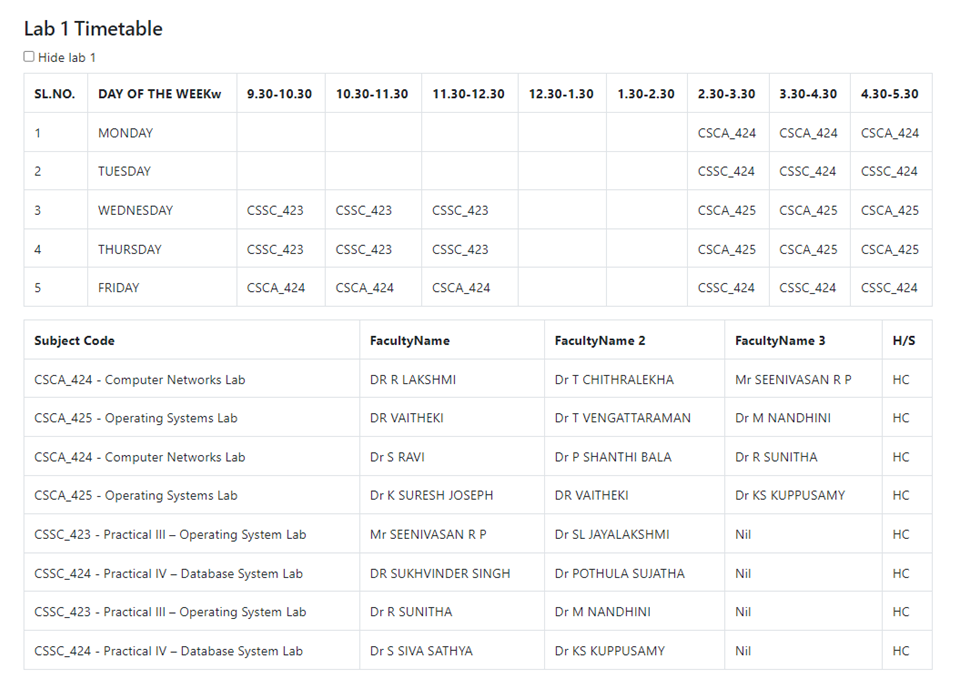 Lab 1 Timetable
Hide lab 1
SL.NO. DAY OF THE WEEKw 9.30-10.30 10.30-11.30 11.30-12.30 12.30-1.30 1.30-2.30 2.30-3.30 3.30-4.30 4.30-5.30
1 MONDAY CSCA_424 CSCA_424 CSCA_424
2 TUESDAY CSSC_424 CSSC_424 CSSC_424
3 WEDNESDAY CSSC_423 CSSC_423 CSSC_423 CSCA_425 CSCA_425 CSCA_425
4 THURSDAY CSSC_423 CSSC_423 CSSC_423 CSCA_425 CSCA_425 CSCA_425
5 FRIDAY CSCA_424 CSCA_424 CSCA_424 CSSC_424 CSSC_424 CSSC_424
Subject Code FacultyName FacultyName 2 FacultyName 3 H/S
CSCA_424 - Computer Networks Lab DR R LAKSHMI Dr T CHITHRALEKHA Mr SEENIVASAN R P HC
CSCA_425 - Operating Systems Lab DR VAITHEKI Dr T VENGATTARAMAN Dr M NANDHINI HC
CSCA_424 - Computer Networks Lab Dr S RAVI Dr P SHANTHI BALA Dr R SUNITHA HC
CSCA_425 - Operating Systems Lab Dr K SURESH JOSEPH DR VAITHEKI Dr KS KUPPUSAMY HC
CSSC_423 - Practical III – Operating System Lab Mr SEENIVASAN R P Dr SL JAYALAKSHMI Nil HC
CSSC_424 - Practical IV – Database System Lab DR SUKHVINDER SINGH Dr POTHULA SUJATHA Nil HC
CSSC_423 - Practical III – Operating System Lab Dr R SUNITHA Dr M NANDHINI Nil HC
CSSC_424 - Practical IV – Database System Lab Dr S SIVA SATHYA Dr KS KUPPUSAMY Nil HC